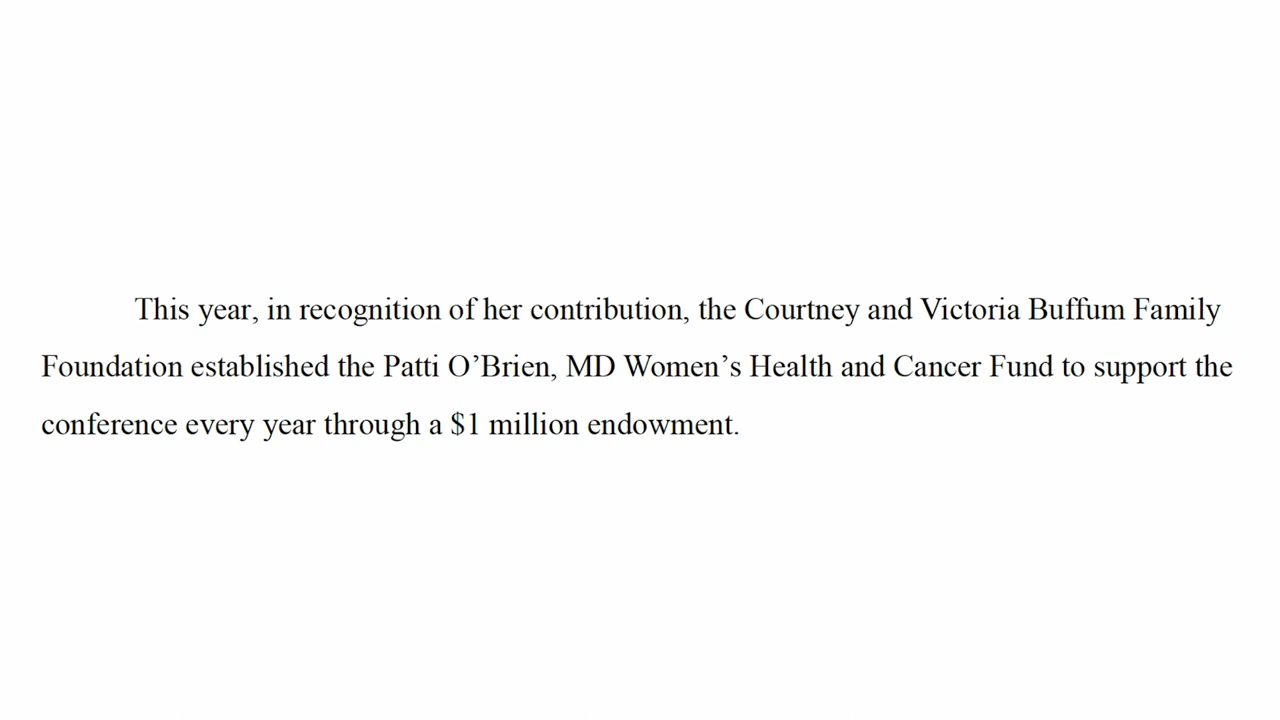 This year, in recognition of her contribution, the Courtney and Victoria Buffum Family
Foundation established the Patti O’Brien, MD Women’s Health and Cancer Fund to support the
conference every year through a $1 million endowment.